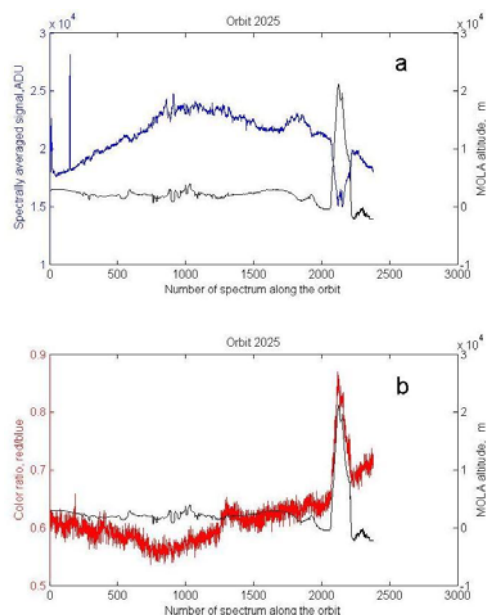 Orbit 2025
x 10^4
x 10^4
a
Spectrally averaged signal,ADU
MOLA altitude, m
3
2.5
2
1.5
1
3
2
1
0
-1
0 500 1000 1500 2000 2500 3000
Number of spectrum along the orbit
Orbit 2025
x 10^4
b
Color ratio, red/blue
MOLA altitude, m
0.9
0.8
0.7
0.6
0.5
3
2
1
0
-1
0 500 1000 1500 2000 2500 3000
Number of spectrum along the orbit